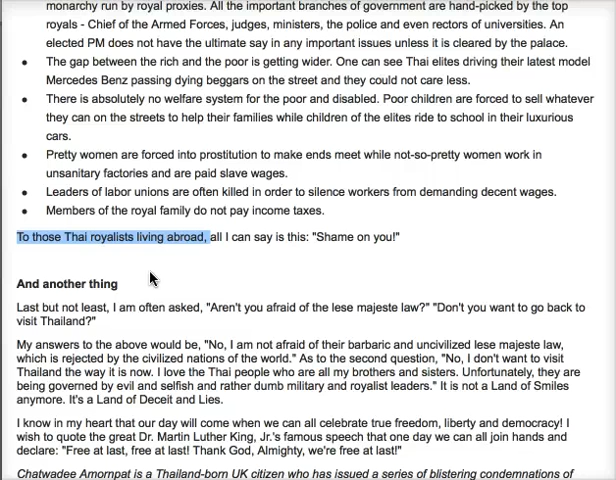 monarchy run by royal proxies. All the important branches of government are hand-picked by the top
royals - Chief of the Armed Forces, judges, ministers, the police and even rectors of universities. An
elected PM does not have the ultimate say in any important issues unless it is cleared by the palace.
● The gap between the rich and the poor is getting wider. One can see Thai elites driving their latest model
Mercedes Benz passing dying beggars on the street and they could not care less.
● There is absolutely no welfare system for the poor and disabled. Poor children are forced to sell whatever
they can on the streets to help their families while children of the elites ride to school in their luxurious
cars.
● Pretty women are forced into prostitution to make ends meet while not-so-pretty women work in
unsanitary factories and are paid slave wages.
● Leaders of labor unions are often killed in order to silence workers from demanding decent wages.
● Members of the royal family do not pay income taxes.
To those Thai royalists living abroad, all I can say is this: "Shame on you!"
And another thing
Last but not least, I am often asked, "Aren't you afraid of the lese majeste law?" "Don't you want to go back to
visit Thailand?"
My answers to the above would be, "No, I am not afraid of their barbaric and uncivilized lese majeste law,
which is rejected by the civilized nations of the world." As to the second question, "No, I don't want to visit
Thailand the way it is now. I love the Thai people who are all my brothers and sisters. Unfortunately, they are
being governed by evil and selfish and rather dumb military and royalist leaders." It is not a Land of Smiles
anymore. It's a Land of Deceit and Lies.
I know in my heart that our day will come when we can all celebrate true freedom, liberty and democracy! I
wish to quote the great Dr. Martin Luther King, Jr.'s famous speech that one day we can all join hands and
declare: "Free at last, free at last! Thank God, Almighty, we're free at last!"
Chatwadee Amornpat is a Thailand-born UK citizen who has issued a series of blistering condemnations of